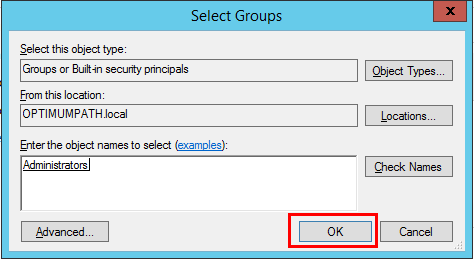 Select Groups
x
Select this object type:
Groups or Built-in security principals
Object Types...
From this location:
OPTIMUMPATH.local
Locations...
Enter the object names to select (examples):
Administrators
Check Names
Advanced...
OK
Cancel